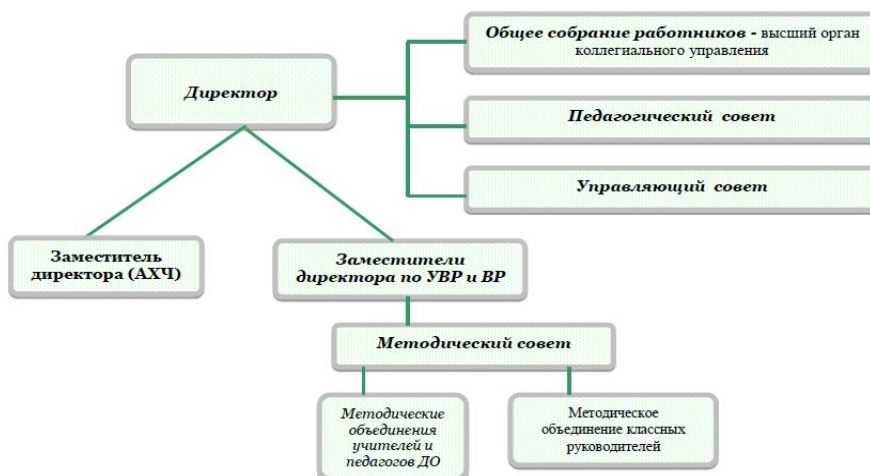 Общее собрание работников - высший орган
коллегиального управления
Директор
Педагогический совет
Управляющий совет
Заместитель
директора (АХЧ)
Заместители
директора по УВР и ВР
Методический совет
Методические
объединения
учителей и
педагогов ДО
Методическое
объединение классных
руководителей